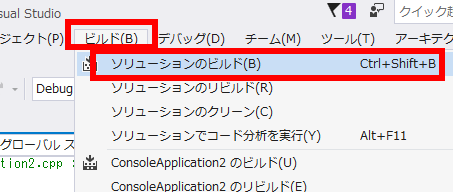 sual Studio
4
クイック起
ジェクト(P) ビルド(B) デバッグ(D) チーム(M) ツール(T) アーキテク
ソリューションのビルド(B) Ctrl+Shift+B
Debug
ソリューションのリビルド(R)
ソリューションのクリーン(C)
ソリューションでコード分析を実行(Y) Alt+F11
グローバル ス
tion2.cpp
ConsoleApplication2 のビルド(U)
ConsoleApplication2 のリビルド(E)